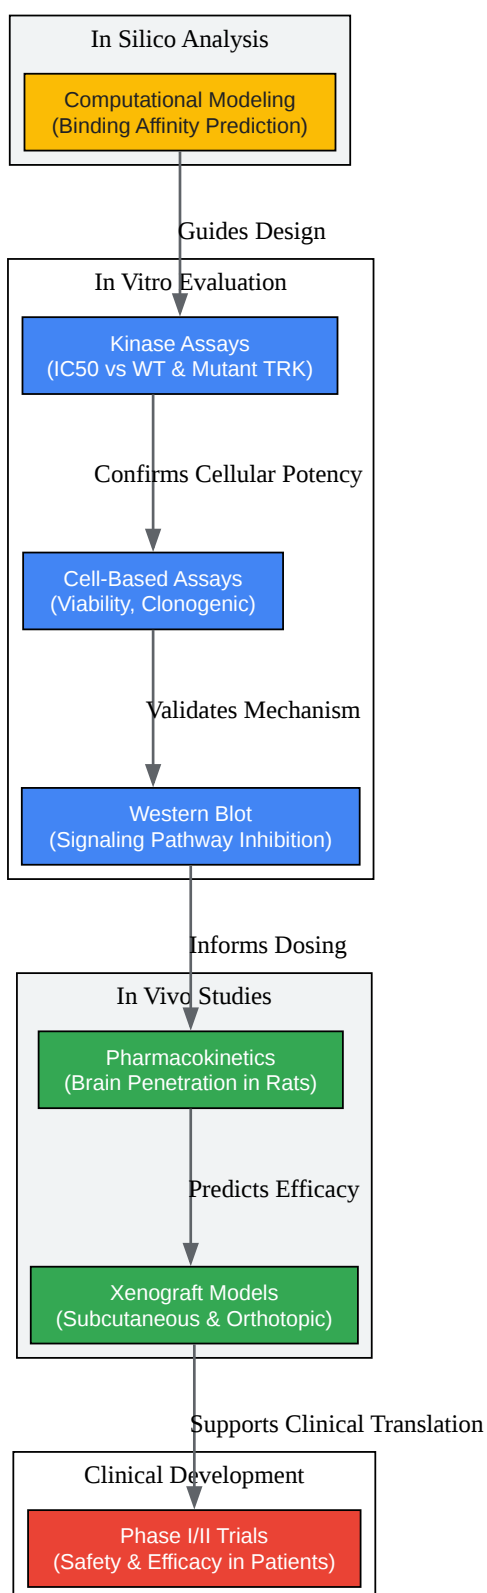 In Silico Analysis
Computational Modeling
(Binding Affinity Prediction)
Guides Design
In Vitro Evaluation
Kinase Assays
(IC50 vs WT & Mutant TRK)
Confirms Cellular Potency
Cell-Based Assays
(Viability, Clonogenic)
Validates Mechanism
Western Blot
(Signaling Pathway Inhibition)
Informs Dosing
In Vivo Studies
Pharmacokinetics
(Brain Penetration in Rats)
Predicts Efficacy
Xenograft Models
(Subcutaneous & Orthotopic)
Supports Clinical Translation
Clinical Development
Phase I/II Trials
(Safety & Efficacy in Patients)